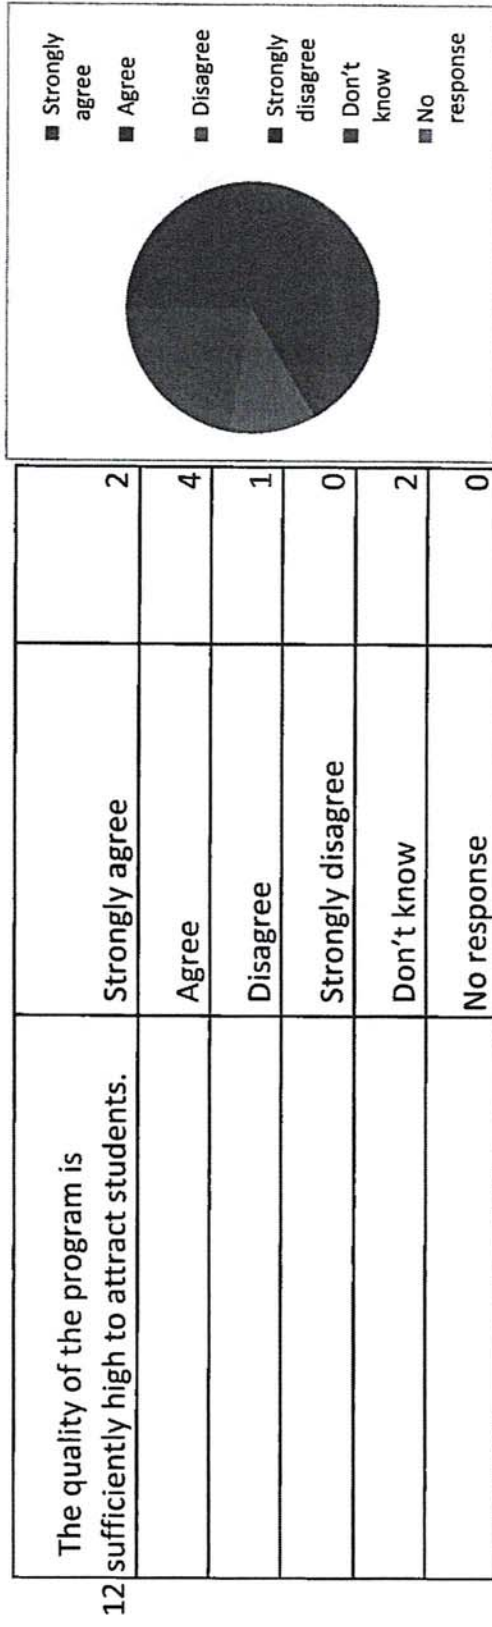 The quality of the program is
12 sufficiently high to attract students. Strongly agree 2
Agree 4
Disagree 1
Strongly disagree 0
Don't know 2
No response 0
Strongly
agree
Agree
Disagree
Strongly
disagree
Don't
know
No
response